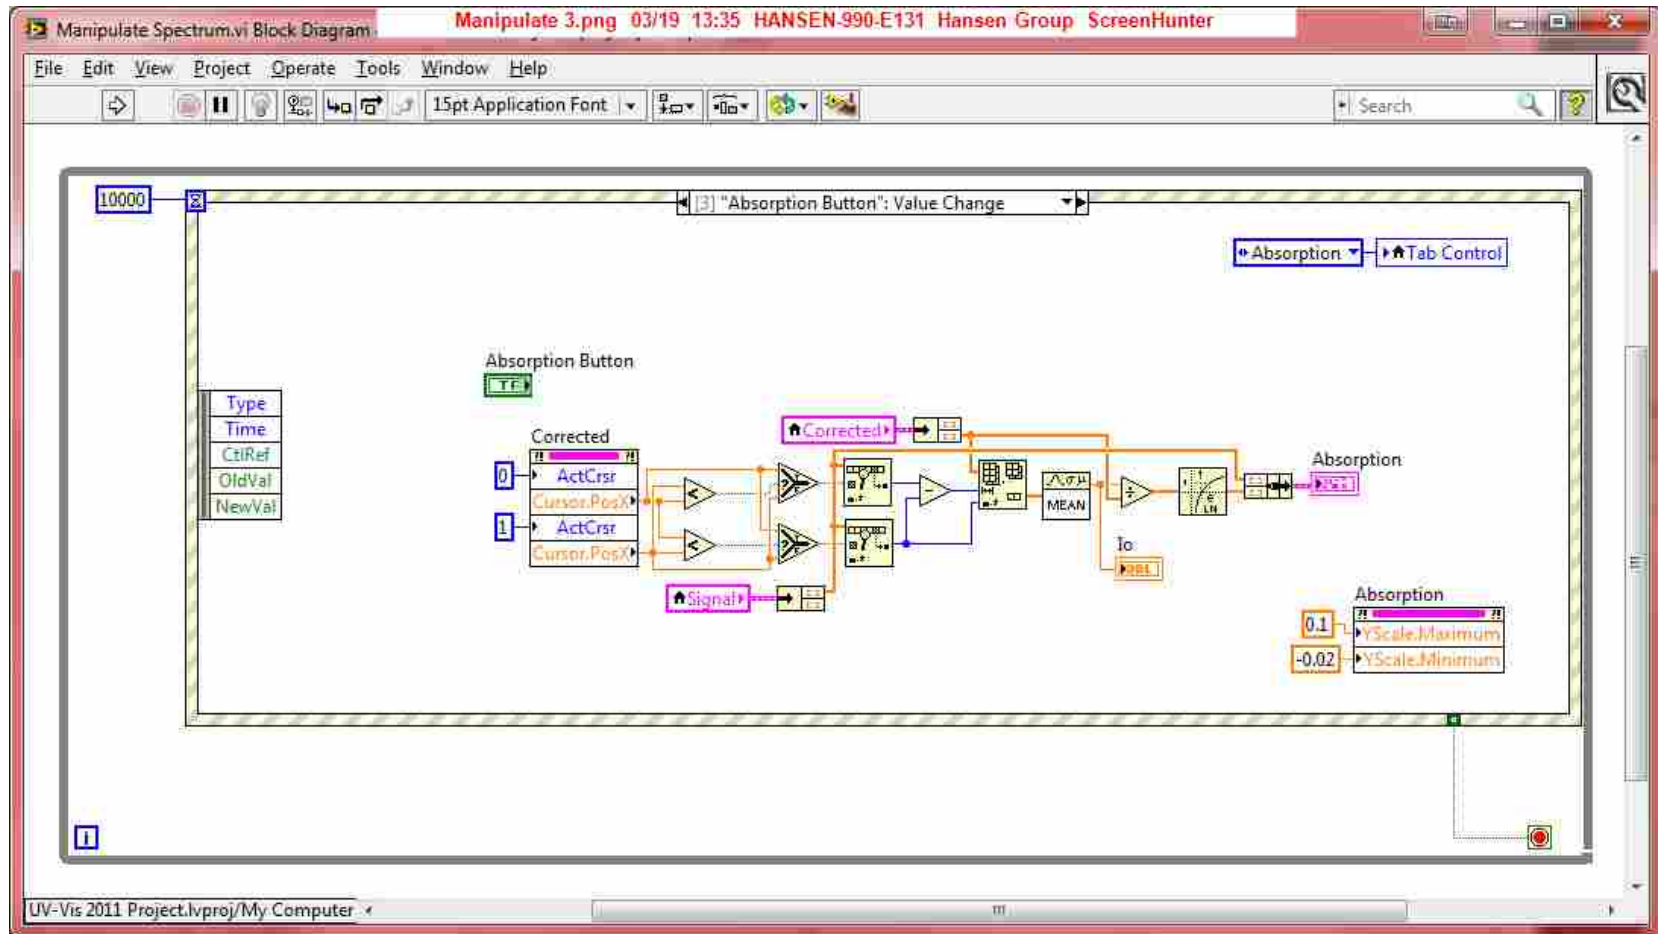 Manipulate 3.png 03/19 13:35 HANSEN-990-E131 Hansen Group ScreenHunter
Manipulate Spectrum.vi Block Diagram
File Edit View Project Operate Tools Window Help
15pt Application Font
Search
10000
[3] "Absorption Button": Value Change
Absorption
Tab Control
Absorption Button
TF
Type
Time
CtlRef
OldVal
NewVal
Corrected
Corrected
0
ActCrsr
Cursor.PosX
1
ActCrsr
Cursor.PosX
Absorption
MEAN
LN
Io
DBL
Signal
Absorption
0.1
YScale.Maximum
-0.02
YScale.Minimum
i
UV-Vis 2011 Project.lvproj/My Computer